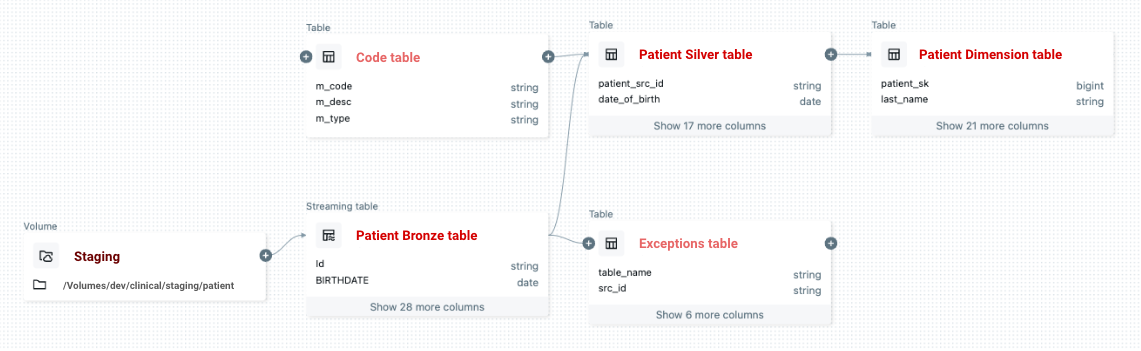 Table
Code table
m_code string
m_desc string
m_type string
Table
Patient Silver table
patient_src_id string
date_of_birth date
Show 17 more columns
Table
Patient Dimension table
patient_sk bigint
last_name string
Show 21 more columns
Volume
Staging
/Volumes/dev/clinical/staging/patient
Streaming table
Patient Bronze table
Id string
BIRTHDATE date
Show 28 more columns
Table
Exceptions table
table_name string
src_id string
Show 6 more columns